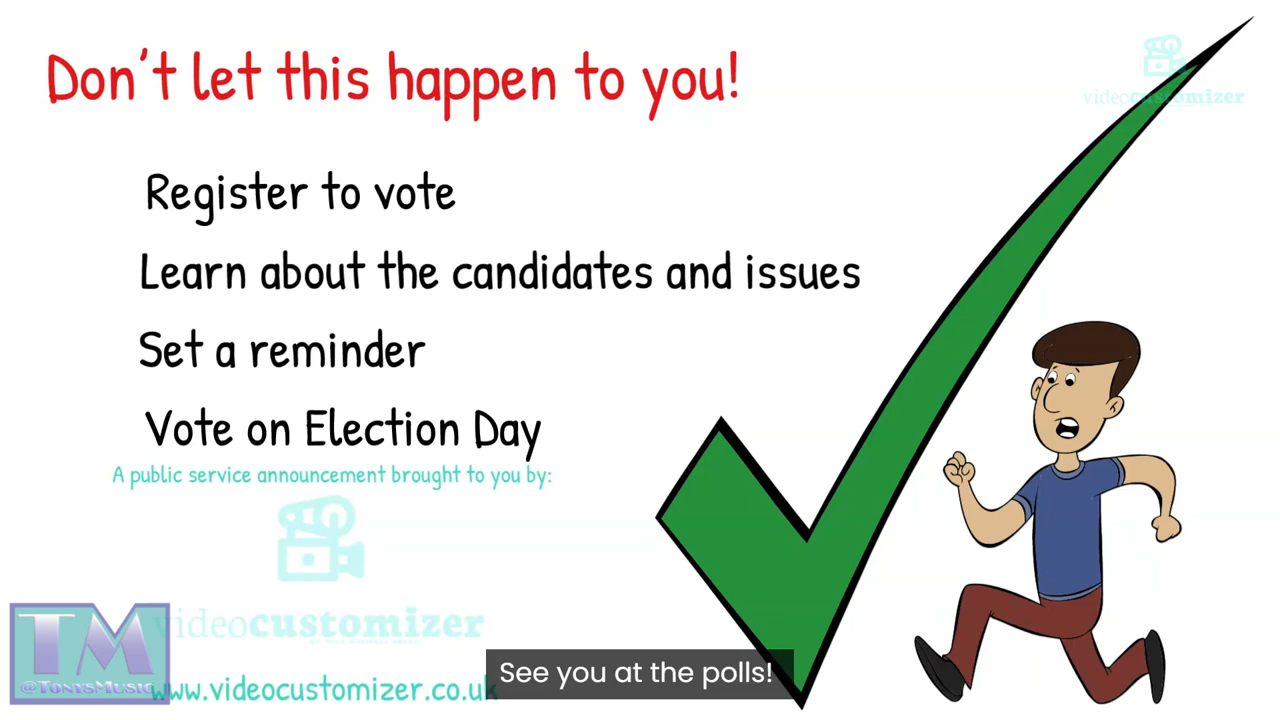 Don't let this happen to you!
videocustomizer
Register to vote
Learn about the candidates and issues
Set a reminder
Vote on Election Day
A public service announcement brought to you by:
videocustomizer
TM
@TonysMusic
www.videocustomizer.co.uk
See you at the polls!